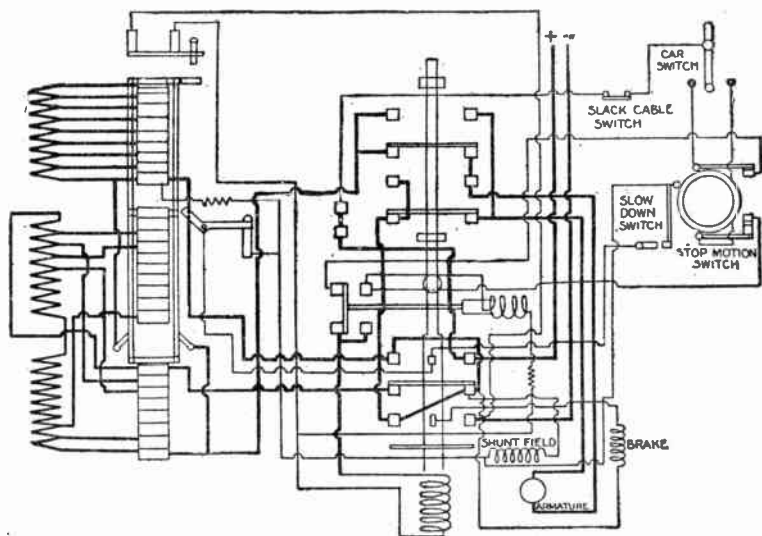 + -
CAR
SWITCH
SLACK CABLE
SWITCH
SLOW
DOWN
SWITCH
STOP MOTION
SWITCH
SHUNT FIELD
BRAKE
ARMATURE